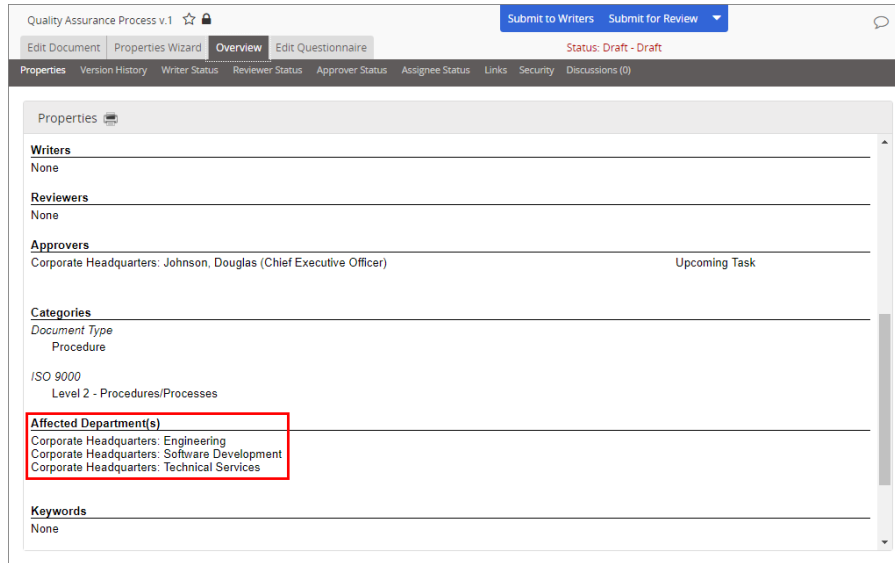 Quality Assurance Process v.1
Submit to Writers Submit for Review
Edit Document Properties Wizard Overview Edit Questionnaire
Status: Draft - Draft
Properties Version History Writer Status Reviewer Status Approver Status Assignee Status Links Security Discussions (0)
Properties
Writers
None
Reviewers
None
Approvers
Corporate Headquarters: Johnson, Douglas (Chief Executive Officer) Upcoming Task
Categories
Document Type
Procedure
ISO 9000
Level 2 - Procedures/Processes
Affected Department(s)
Corporate Headquarters: Engineering
Corporate Headquarters: Software Development
Corporate Headquarters: Technical Services
Keywords
None